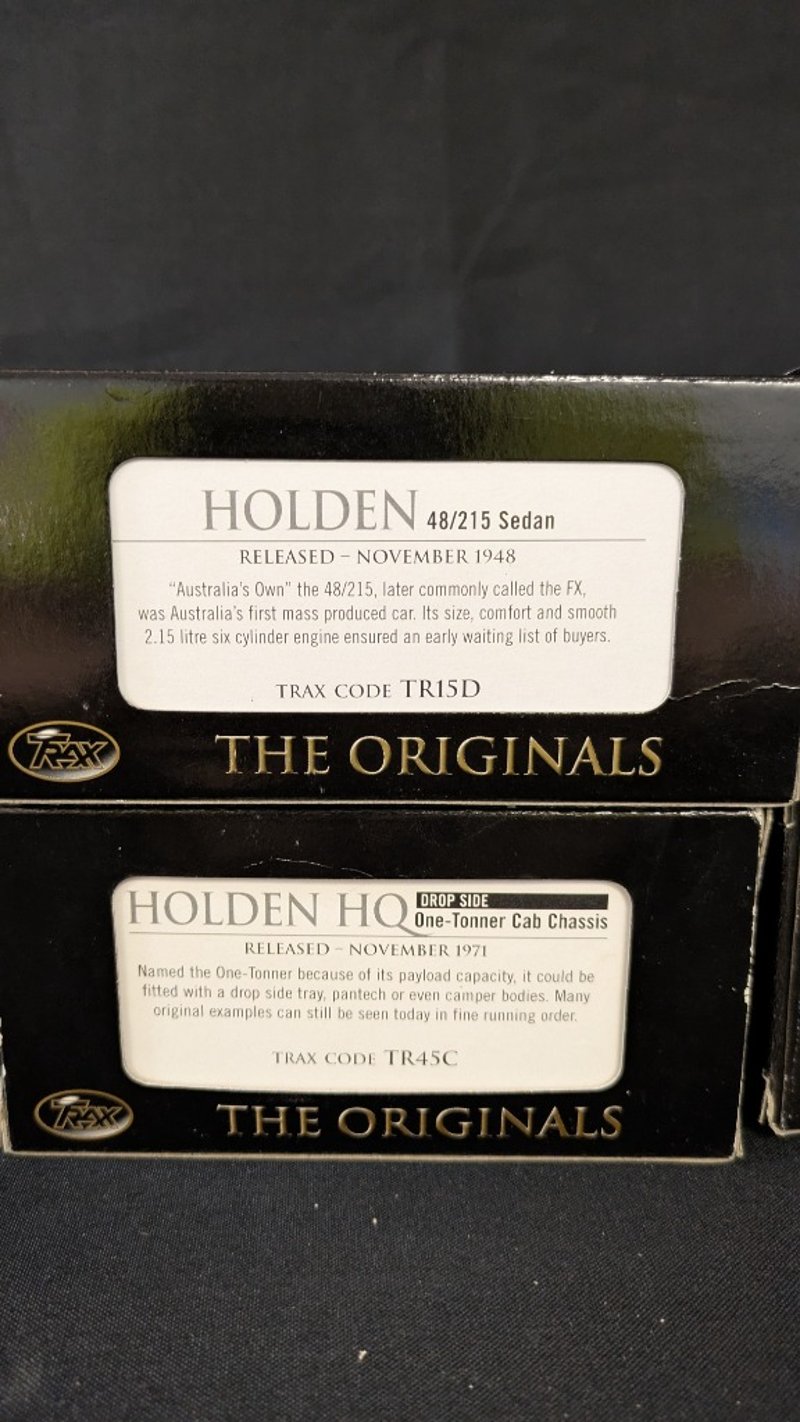 HOLDEN 48/215 Sedan
RELEASED – NOVEMBER 1948
“Australia's Own” the 48/215, later commonly called the FX,
was Australia's first mass produced car. Its size, comfort and smooth
2.15 litre six cylinder engine ensured an early waiting list of buyers.
TRAX CODE TR15D
TRAX THE ORIGINALS
HOLDEN HQ DROP SIDE
One-Tonner Cab Chassis
RELEASED – NOVEMBER 1971
Named the One-Tonner because of its payload capacity, it could be
fitted with a drop side tray, pantech or even camper bodies. Many
original examples can still be seen today in fine running order.
TRAX CODE TR45C
TRAX THE ORIGINALS